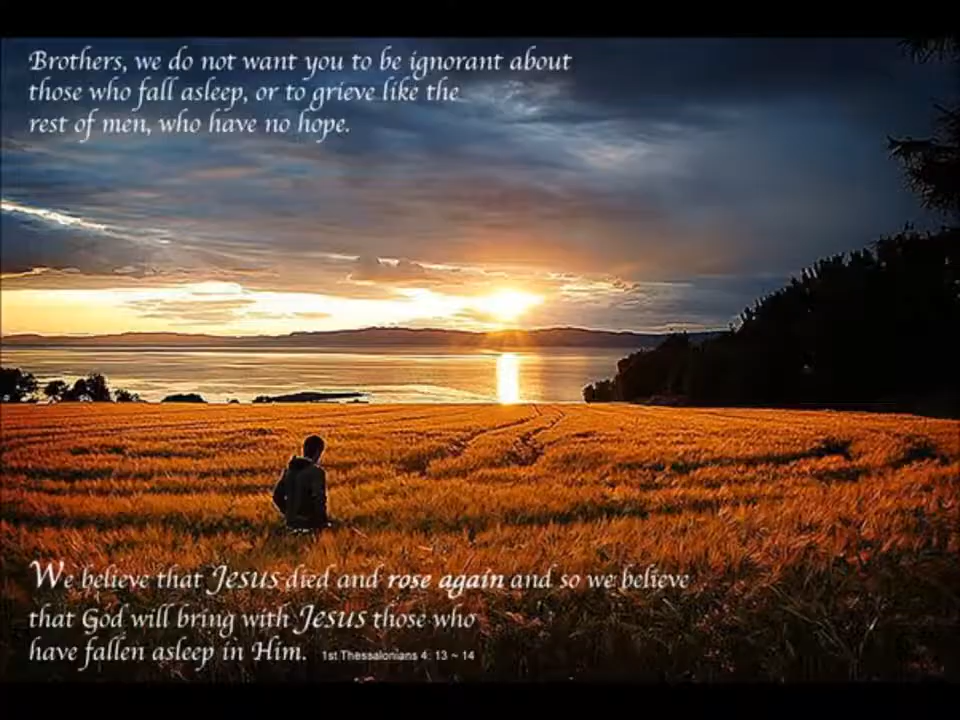 Brothers, we do not want you to be ignorant about
those who fall asleep, or to grieve like the
rest of men, who have no hope.
We believe that Jesus died and rose again and so we believe
that God will bring with Jesus those who
have fallen asleep in Him. 1st Thessalonians 4: 13 ~ 14